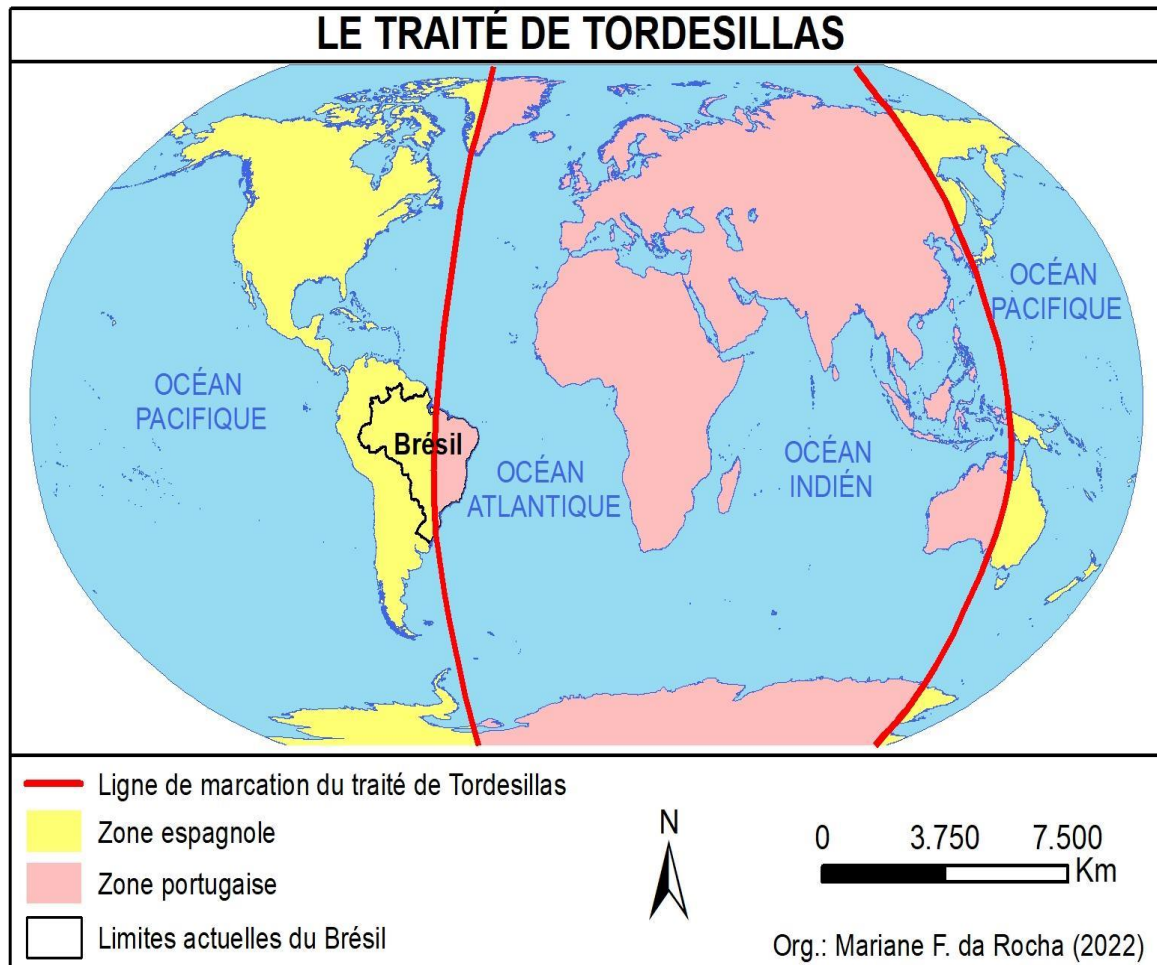 LE TRAITÉ DE TORDESILLAS
OCÉAN
PACIFIQUE
OCÉAN
PACIFIQUE
Brésil
OCÉAN
ATLANTIQUE
OCÉAN
INDIÉN
Ligne de marcation du traité de Tordesillas
Zone espagnole
Zone portugaise
Limites actuelles du Brésil
N
0 3.750 7.500
Km
Org.: Mariane F. da Rocha (2022)